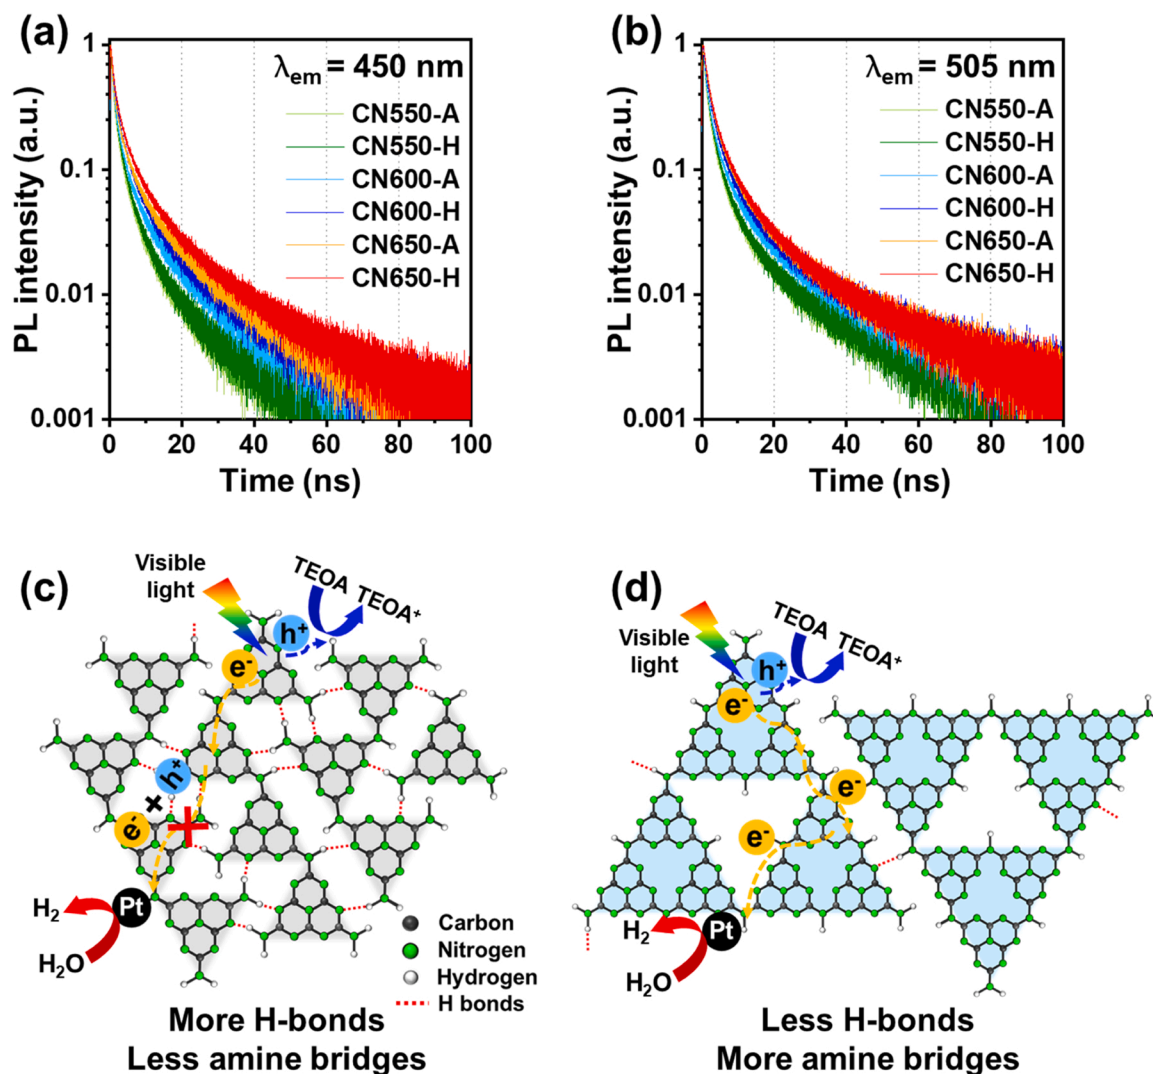 (a)
λem = 450 nm
CN550-A
CN550-H
CN600-A
CN600-H
CN650-A
CN650-H
PL intensity (a.u.)
1
0.1
0.01
0.001
0 20 40 60 80 100
Time (ns)
(b)
λem = 505 nm
CN550-A
CN550-H
CN600-A
CN600-H
CN650-A
CN650-H
PL intensity (a.u.)
1
0.1
0.01
0.001
0 20 40 60 80 100
Time (ns)
(c)
Visible
light
TEOA
TEOA+
h+
e-
h+
+
e-
Pt
H2
H2O
Carbon
Nitrogen
Hydrogen
H bonds
More H-bonds
Less amine bridges
(d)
Visible
light
TEOA
TEOA+
h+
e-
e-
e-
Pt
H2
H2O
Less H-bonds
More amine bridges